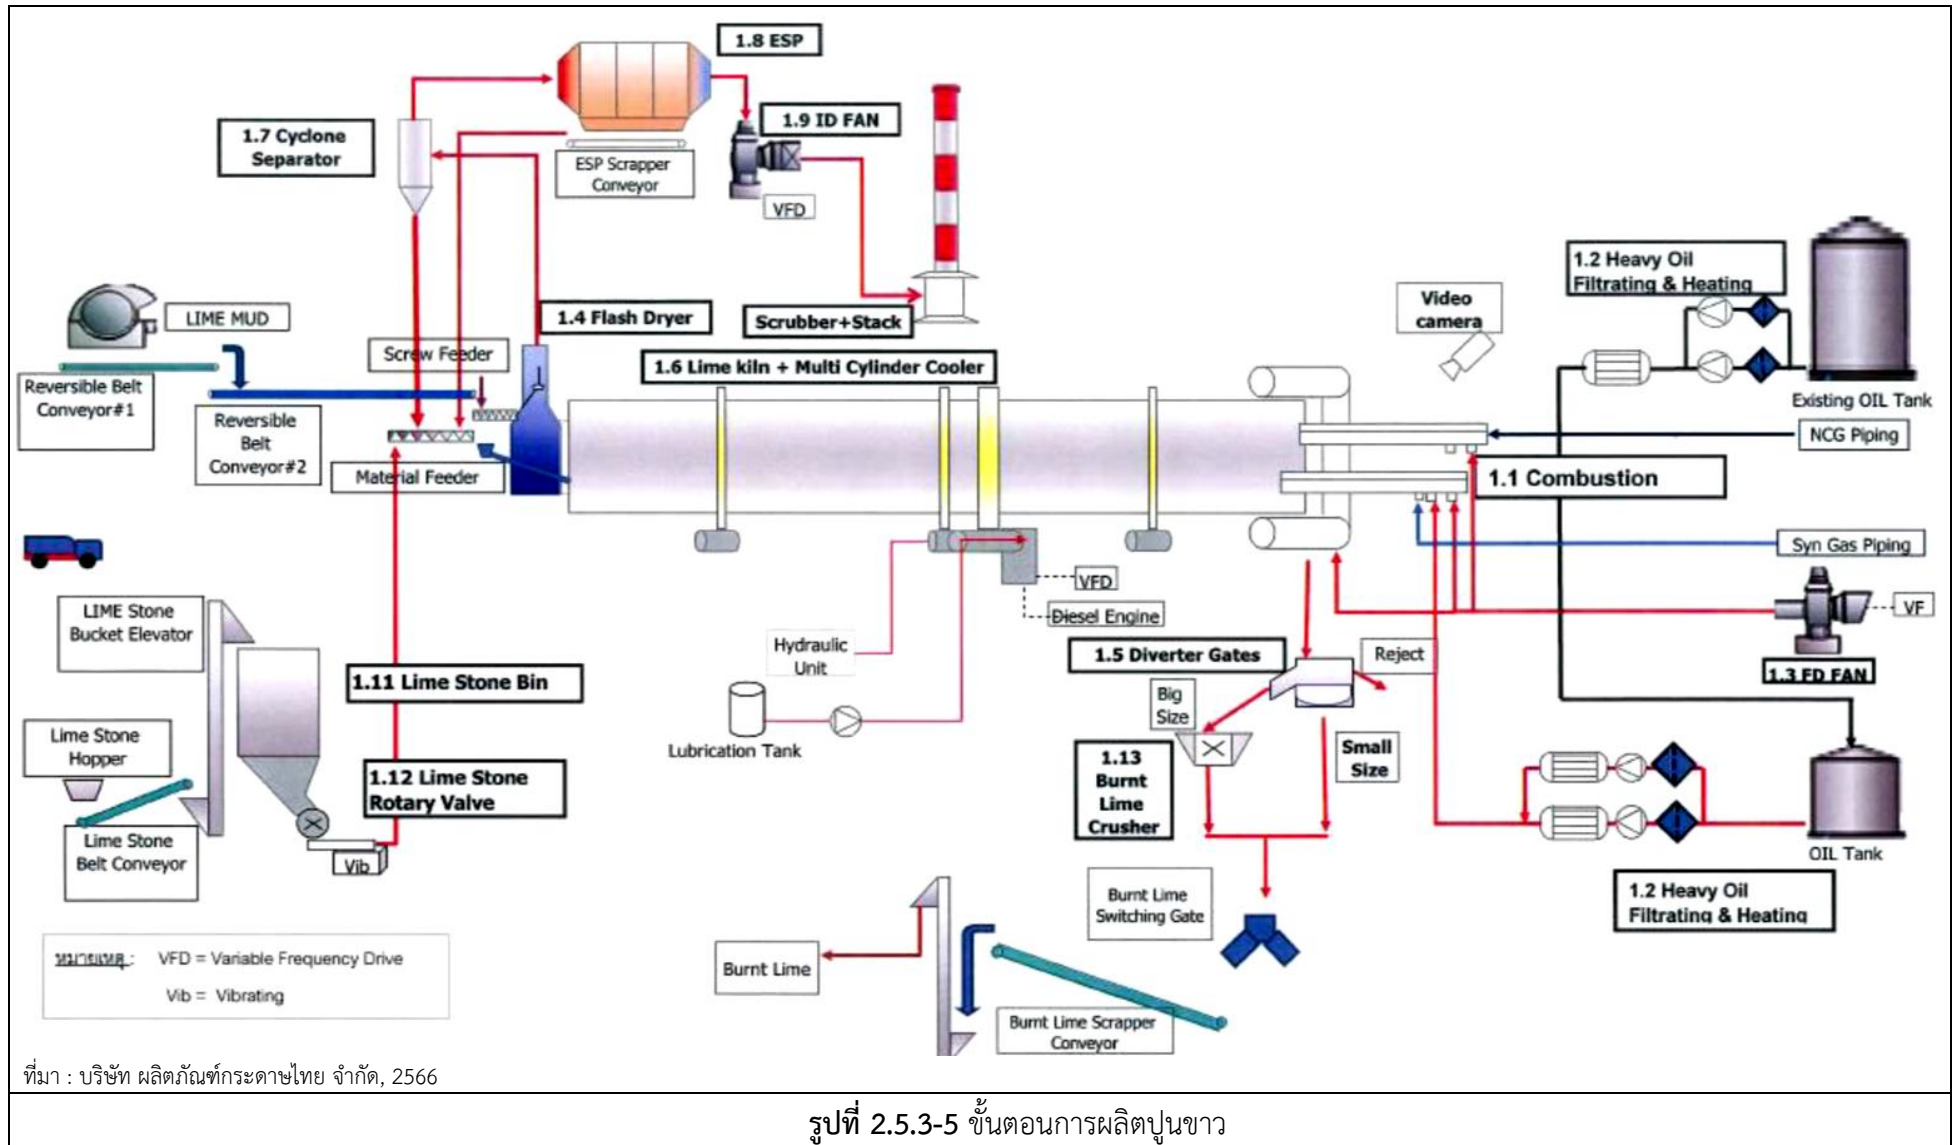 1.8 ESP
1.9 ID FAN
1.7 Cyclone
Separator
ESP Scrapper
Conveyor
VFD
LIME MUD
Reversible Belt
Conveyor#1
Reversible
Belt
Conveyor#2
Screw Feeder
Material Feeder
1.4 Flash Dryer
Scrubber+Stack
1.6 Lime kiln + Multi Cylinder Cooler
Video
camera
1.2 Heavy Oil
Filtrating & Heating
Existing OIL Tank
NCG Piping
1.1 Combustion
Syn Gas Piping
VF
1.3 FD FAN
VFD
Diesel Engine
Hydraulic
Unit
Lubrication Tank
1.5 Diverter Gates
Reject
Big
Size
Small
Size
1.13
Burnt
Lime
Crusher
LIME Stone
Bucket Elevator
1.11 Lime Stone Bin
Lime Stone
Hopper
1.12 Lime Stone
Rotary Valve
Lime Stone
Belt Conveyor
Vib
OIL Tank
1.2 Heavy Oil
Filtrating & Heating
Burnt Lime
Switching Gate
Burnt Lime
Burnt Lime Scrapper
Conveyor
หมายเหตุ : VFD = Variable Frequency Drive
Vib = Vibrating
ที่มา : บริษัท ผลิตภัณฑ์กระดาษไทย จำกัด, 2566
รูปที่ 2.5.3-5 ขั้นตอนการผลิตปูนขาว